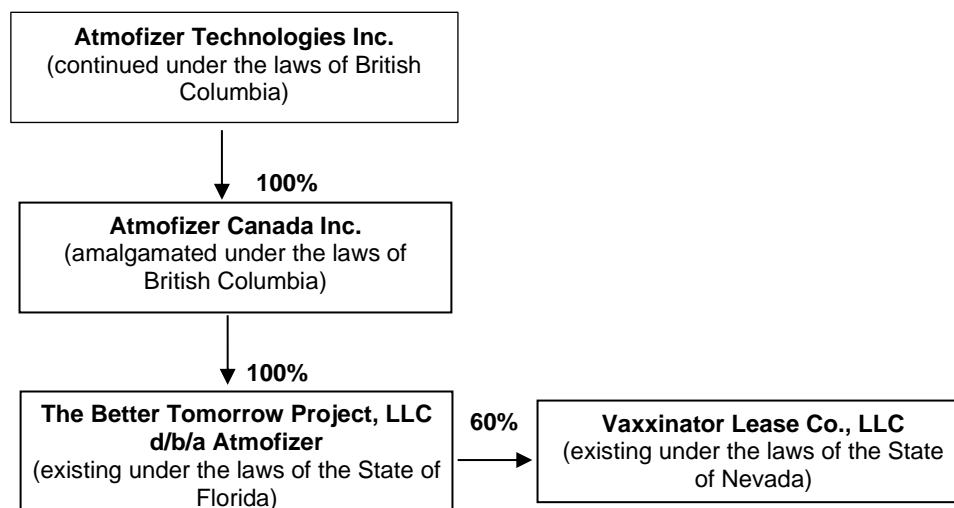 Atmofizer Technologies Inc.
(continued under the laws of British
Columbia)
100%
Atmofizer Canada Inc.
(amalgamated under the laws of
British Columbia)
100%
The Better Tomorrow Project, LLC
d/b/a Atmofizer
(existing under the laws of the State of
Florida)
60%
Vaxxinator Lease Co., LLC
(existing under the laws of the State
of Nevada)